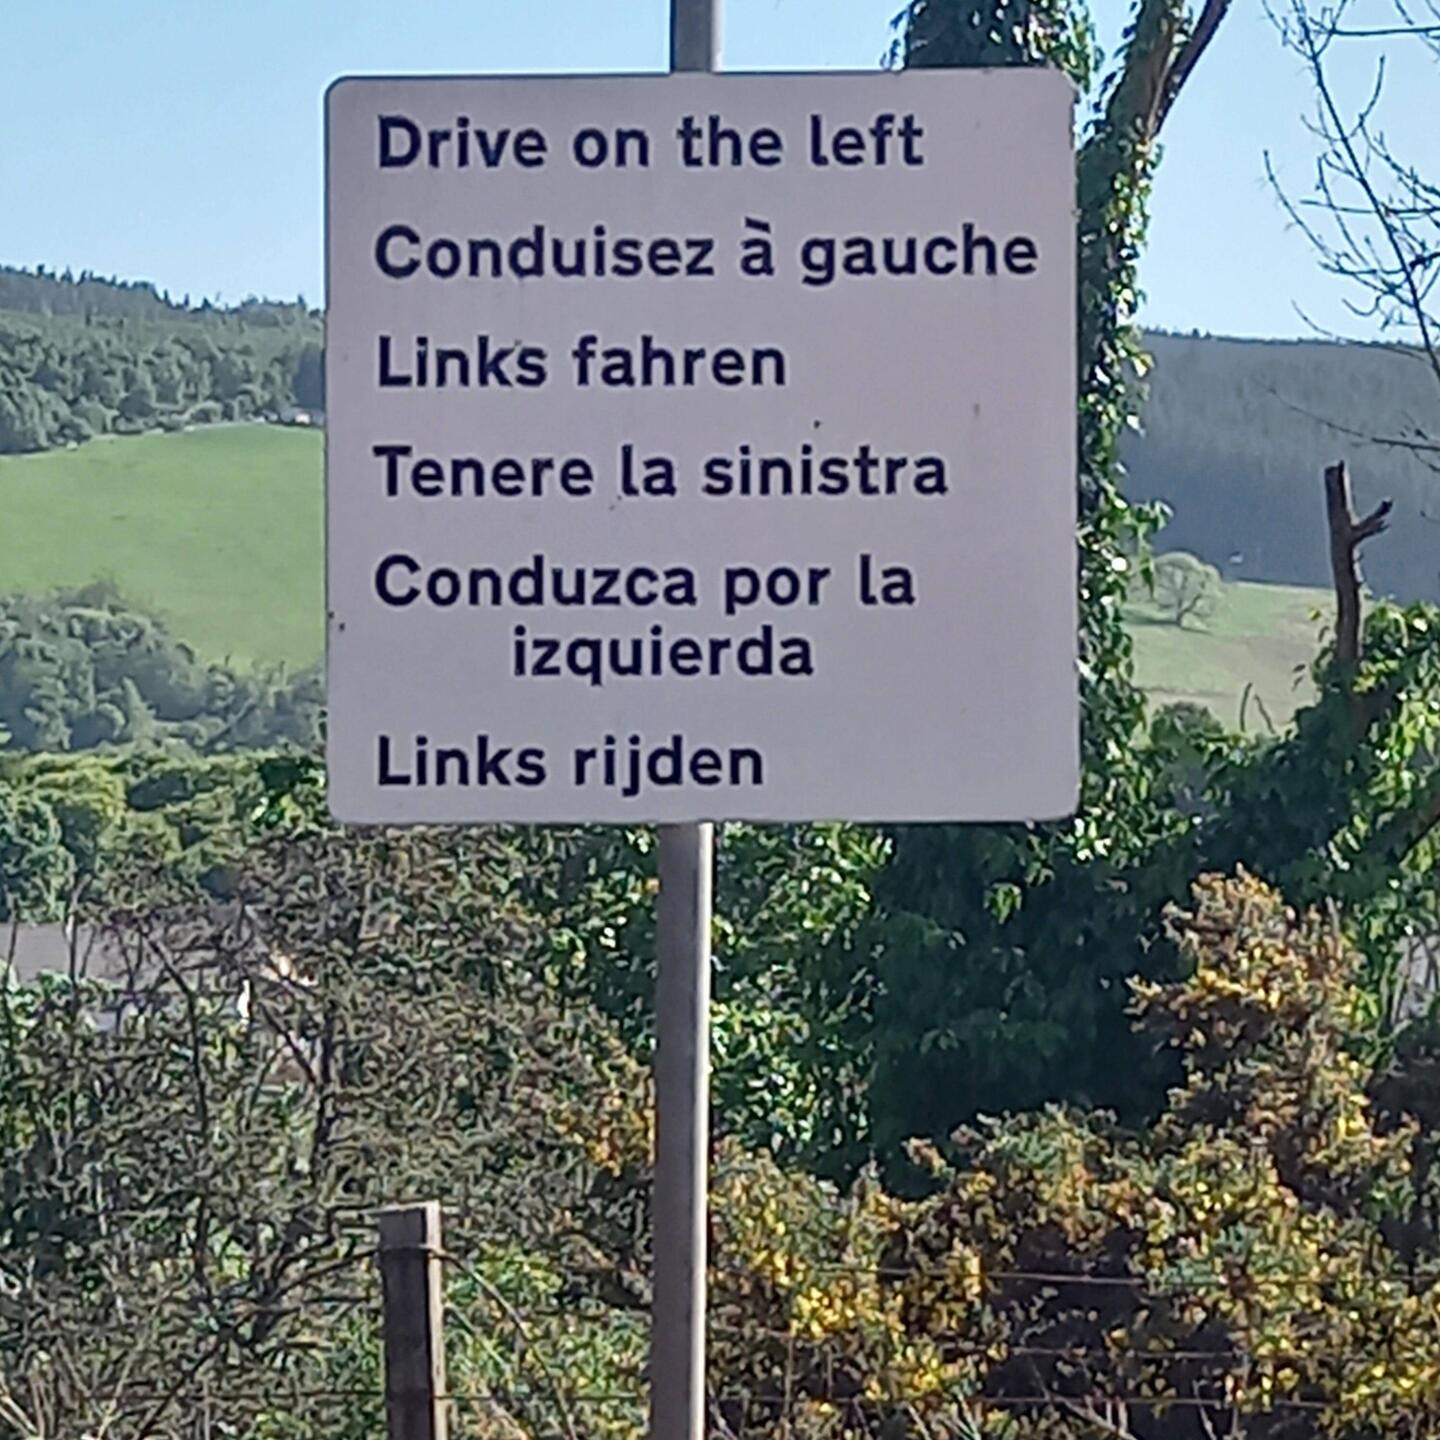 Drive on the left
Conduisez à gauche
Links fahren
Tenere la sinistra
Conduzca por la
izquierda
Links rijden